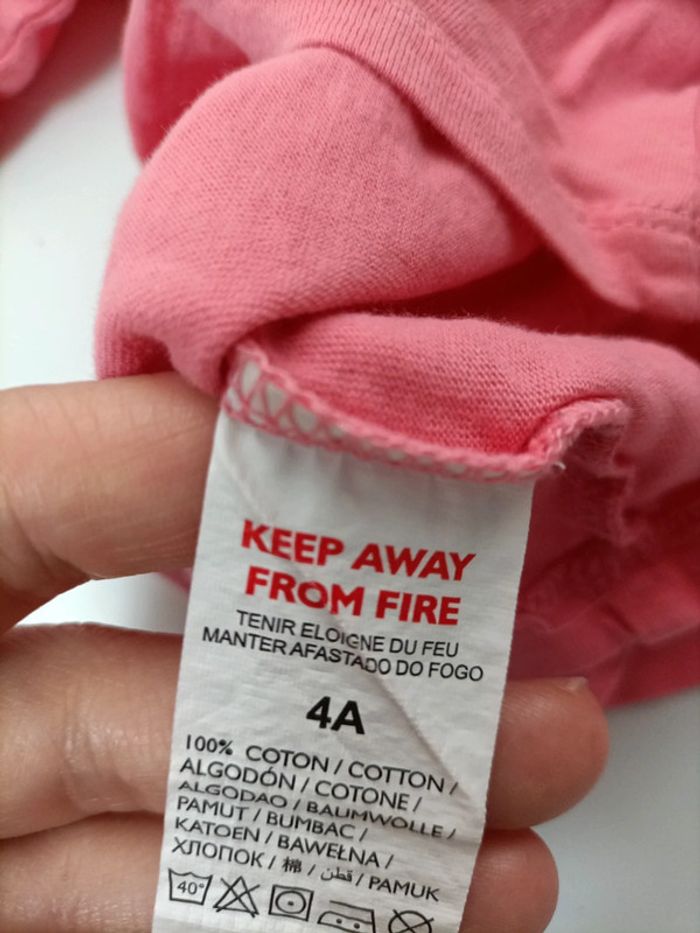 KEEP AWAY
FROM FIRE
TENIR ELOIGNE DU FEU
MANTER AFASTADO DO FOGO
4A
100% COTON / COTTON /
ALGODÓN / COTONE /
ALGODAO / BAUMWOLLE /
PAMUT / BUMBAC /
KATOEN / BAWEŁNA /
ХЛОПОК / 棉 / قطن / PAMUK
40°